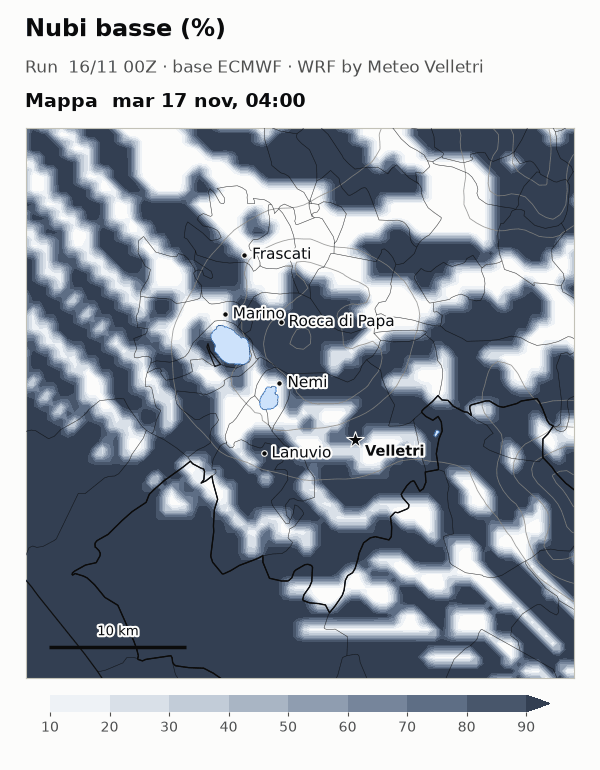 Nubi basse (%)
Run  16/11 00Z · base ECMWF · WRF by Meteo Velletri
Mappa  mar 17 nov, 04:00
Frascati
Marino
Rocca di Papa
Nemi
Velletri
Lanuvio
10 km
10 20 30 40 50 60 70 80 90